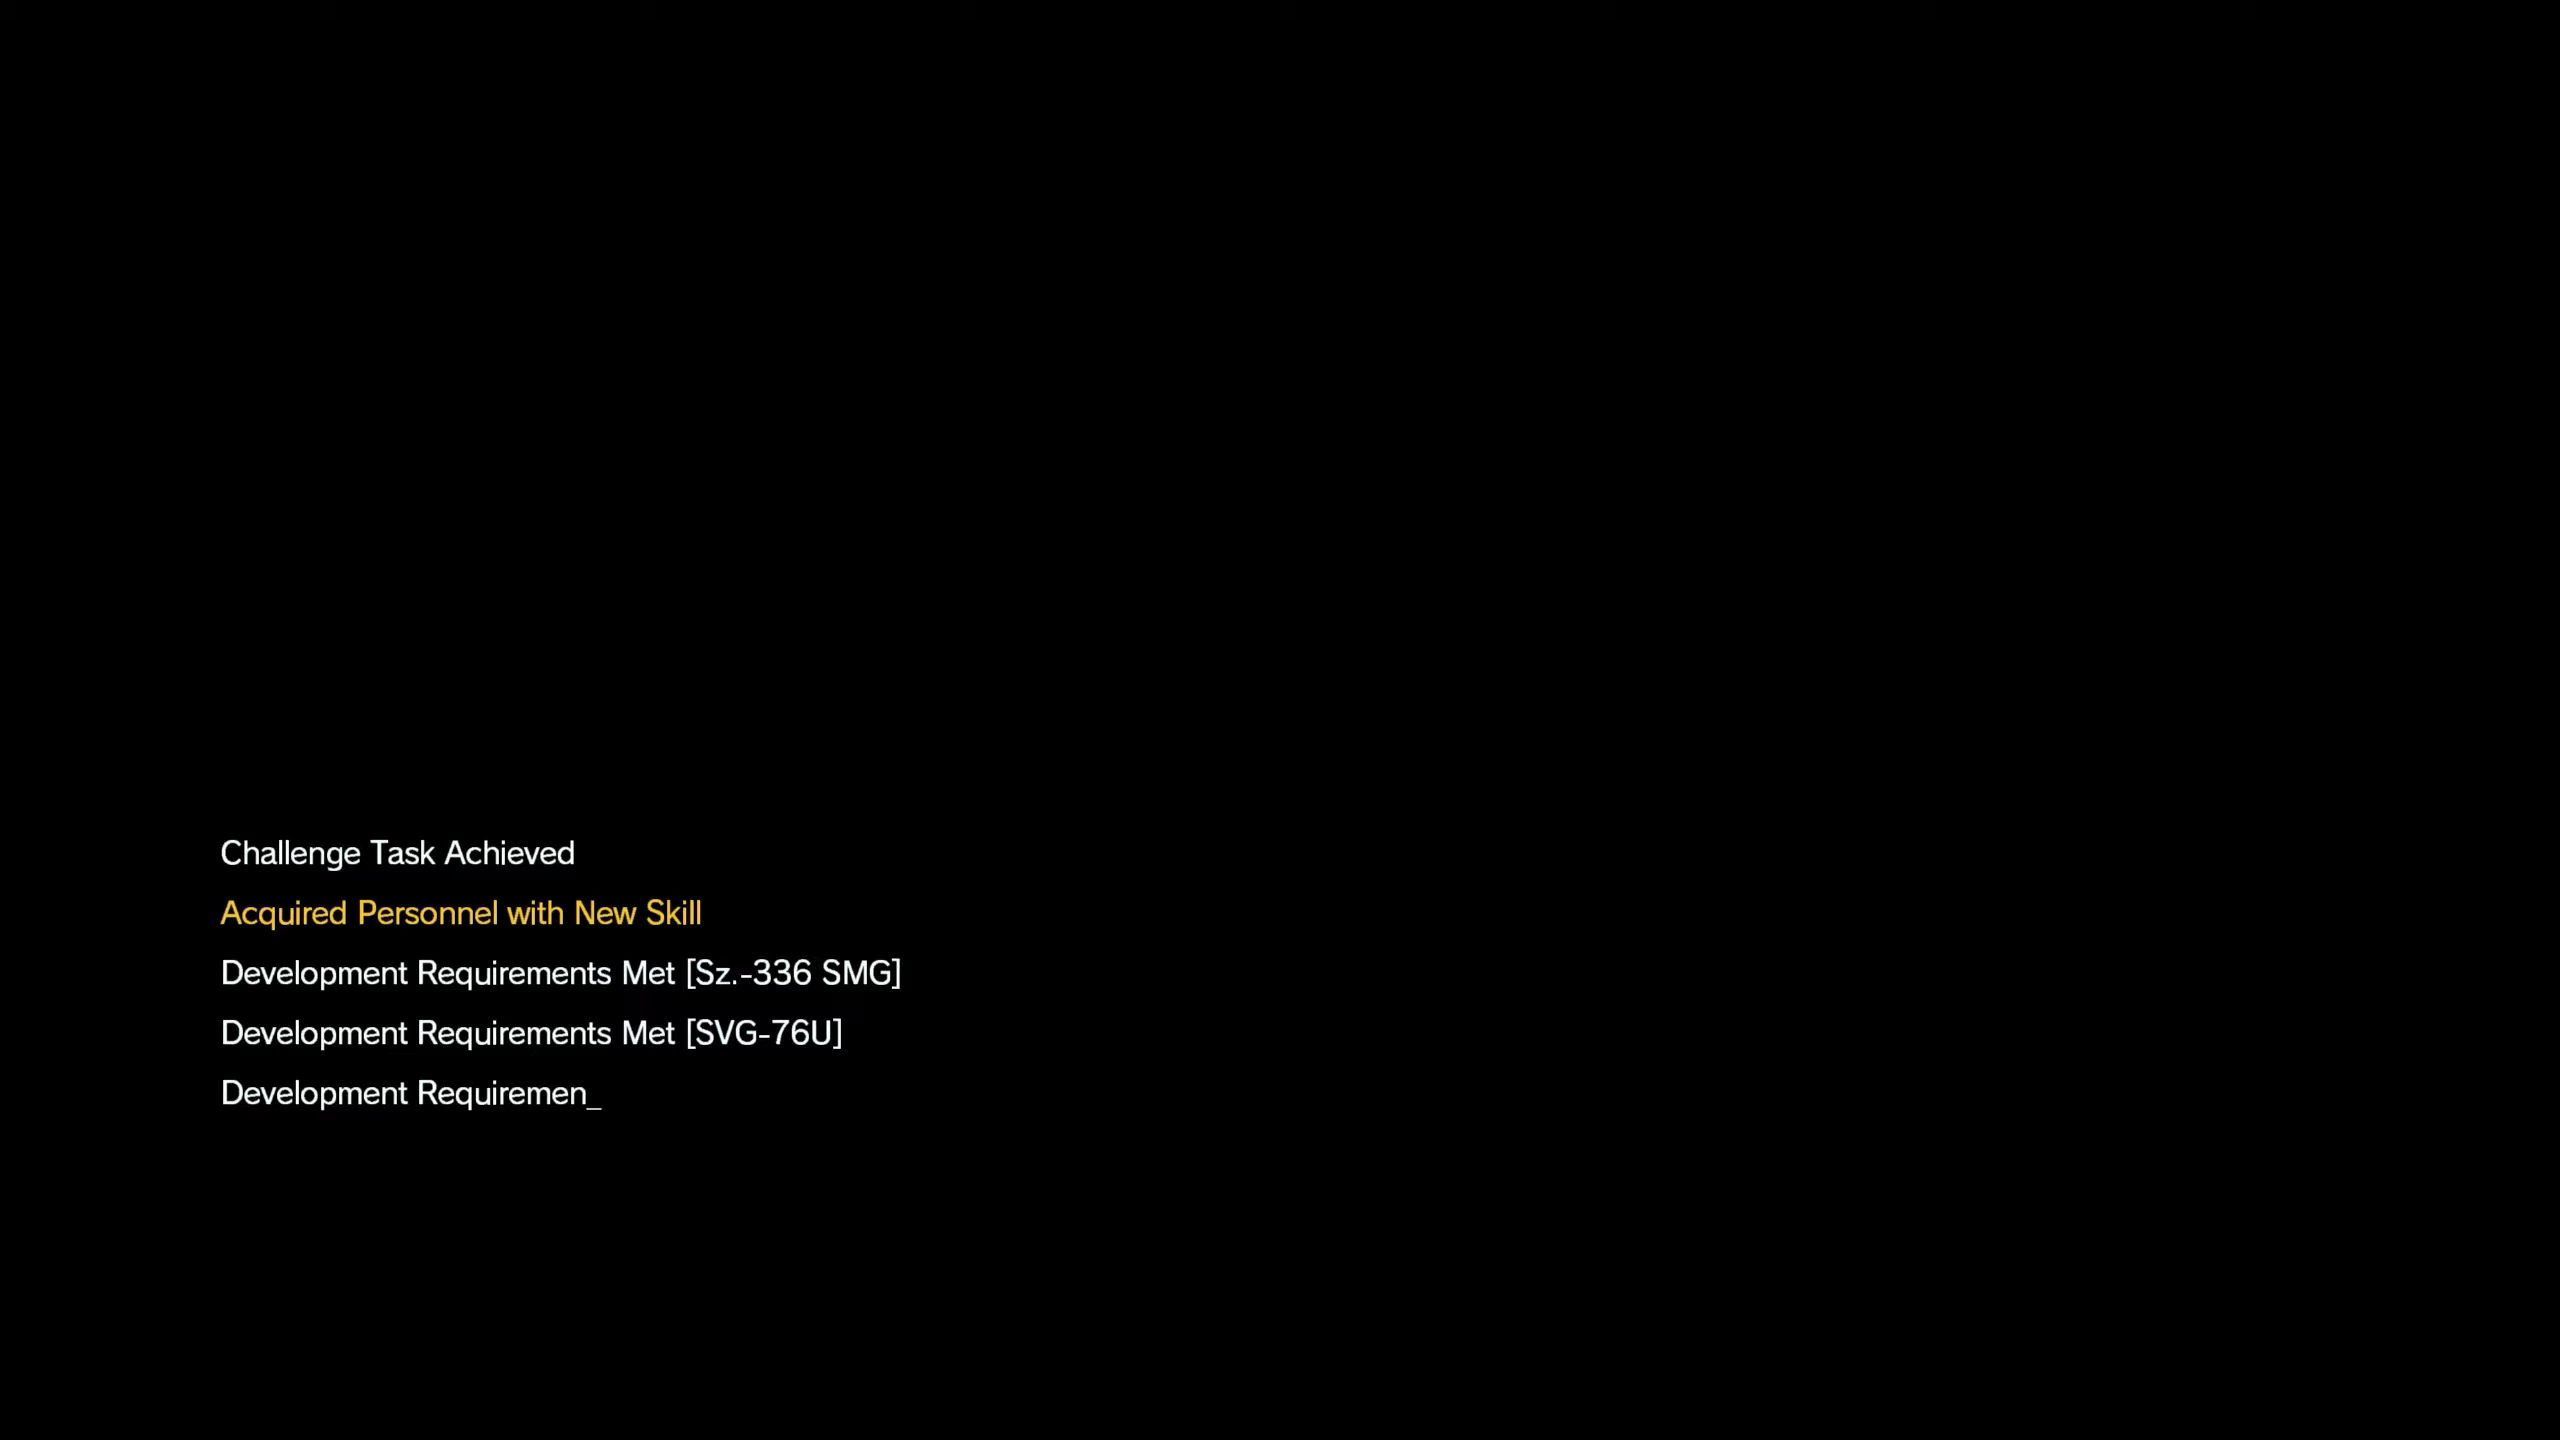 Challenge Task Achieved
Acquired Personnel with New Skill
Development Requirements Met [Sz.-336 SMG]
Development Requirements Met [SVG-76U]
Development Requiremen_